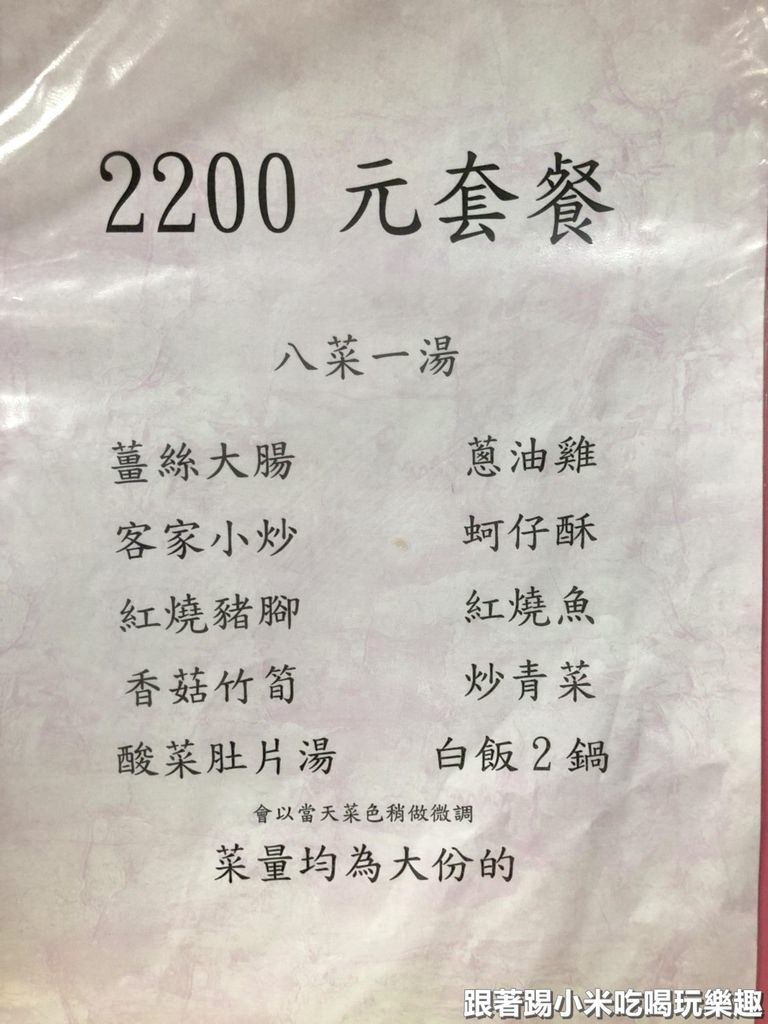 2200 元套餐
八菜一湯
薑絲大腸 蔥油雞
客家小炒 蚵仔酥
紅燒豬腳 紅燒魚
香菇竹筍 炒青菜
酸菜肚片湯 白飯2鍋
會以當天菜色稍做微調
菜量均為大份的
跟著踢小米吃喝玩樂趣